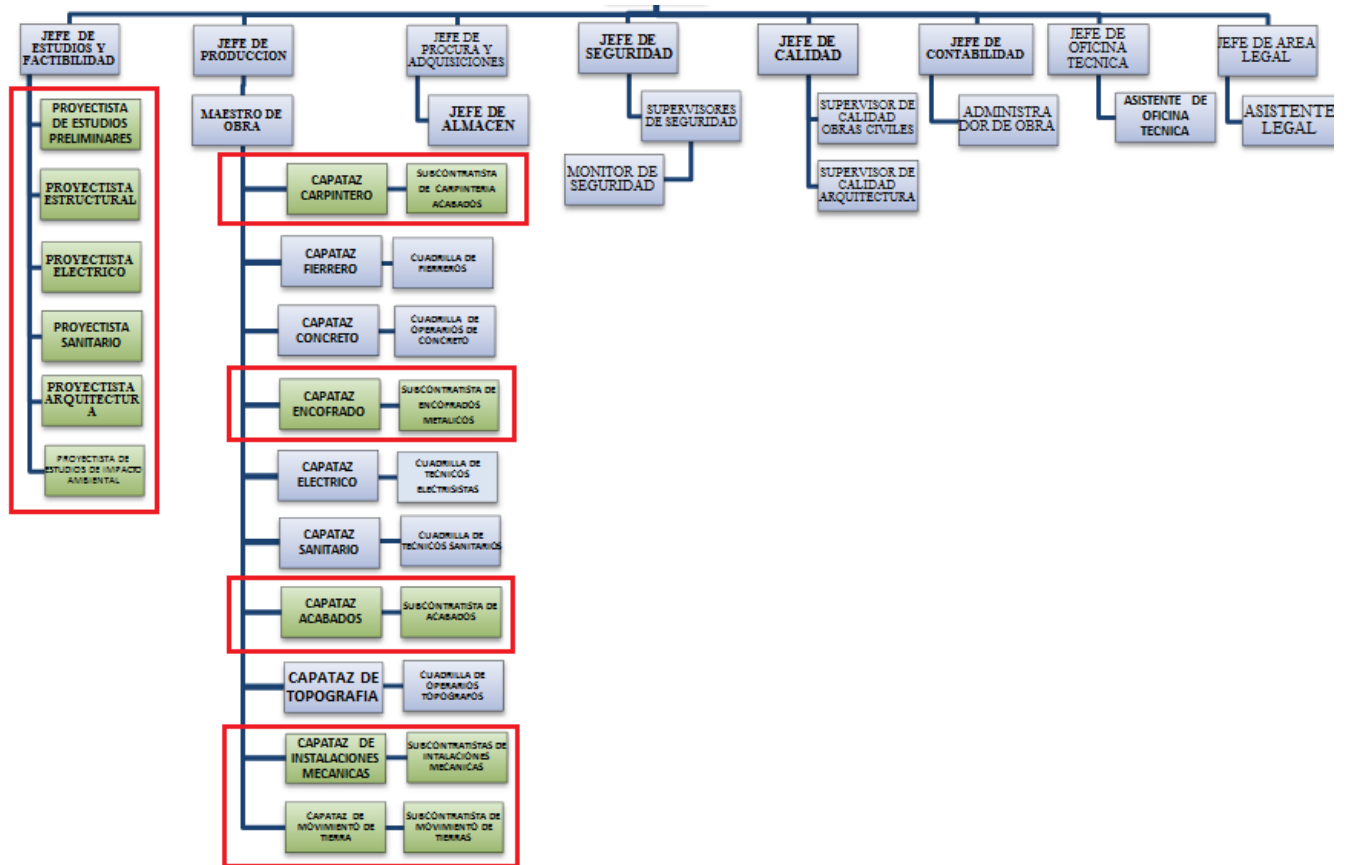 JEFE DE
ESTUDIOS Y
FACTIBILIDAD
JEFE DE
PRODUCCION
JEFE DE
PROCURA Y
ADQUISICIONES
JEFE DE
SEGURIDAD
JEFE DE
CALIDAD
JEFE DE
CONTABILIDAD
JEFE DE
OFICINA
TECNICA
JEFE DE AREA
LEGAL
PROYECTISTA
DE ESTUDIOS
PRELIMINARES
PROYECTISTA
ESTRUCTURAL
PROYECTISTA
ELECTRICO
PROYECTISTA
SANITARIO
PROYECTISTA
ARQUITECTUR
A
PROYECTISTA DE
ESTUDIOS DE IMPACTO
AMBIENTAL
MAESTRO DE
OBRA
CAPATAZ
CARPINTERO
SUBCONTRATISTA
DE CARPINTERIA
ACABADOS
CAPATAZ
FIERRERO
CUADRILLA DE
FIERREROS
CAPATAZ
CONCRETO
CUADRILLA DE
OPERARIOS DE
CONCRETO
CAPATAZ
ENCOFRADO
SUBCONTRATISTA DE
ENCOFRADOS
METALICOS
CAPATAZ
ELECTRICO
CUADRILLA DE
TECNICOS
ELECTRISISTAS
CAPATAZ
SANITARIO
CUADRILLA DE
TECNICOS SANITARIOS
CAPATAZ
ACABADOS
SUBCONTRATISTA DE
ACABADOS
CAPATAZ DE
TOPOGRAFIA
CUADRILLA DE
OPERARIOS
TOPOGRAFOS
CAPATAZ DE
INSTALACIONES
MECANICAS
SUBCONTRATISTAS DE
INTALACIONES
MECANICAS
CAPATAZ DE
MOVIMIENTO DE
TIERRA
SUBCONTRATISTA DE
MOVIMIENTO DE
TIERRAS
JEFE DE
ALMACEN
SUPERVISORES
DE SEGURIDAD
MONITOR DE
SEGURIDAD
SUPERVISOR DE
CALIDAD
OBRAS CIVILES
SUPERVISOR DE
CALIDAD
ARQUITECTURA
ADMINISTRA
DOR DE OBRA
ASISTENTE DE
OFICINA
TECNICA
ASISTENTE
LEGAL